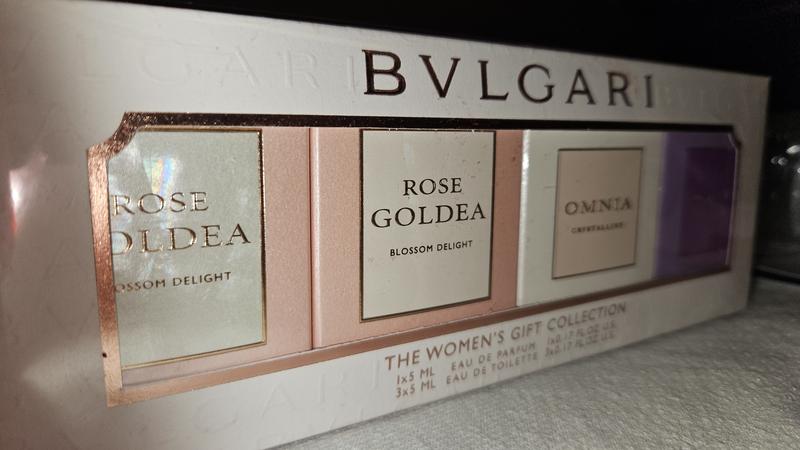 BVLGARI
ROSE
OLDEA
OSSOM DELIGHT
ROSE
GOLDEA
BLOSSOM DELIGHT
OMNIA
CRYSTALLINE
THE WOMEN'S GIFT COLLECTION
1x5 ML EAU DE PARFUM 1x0.17 FL.OZ U.S.
3x5 ML EAU DE TOILETTE 3x0.17 FL.OZ U.S.